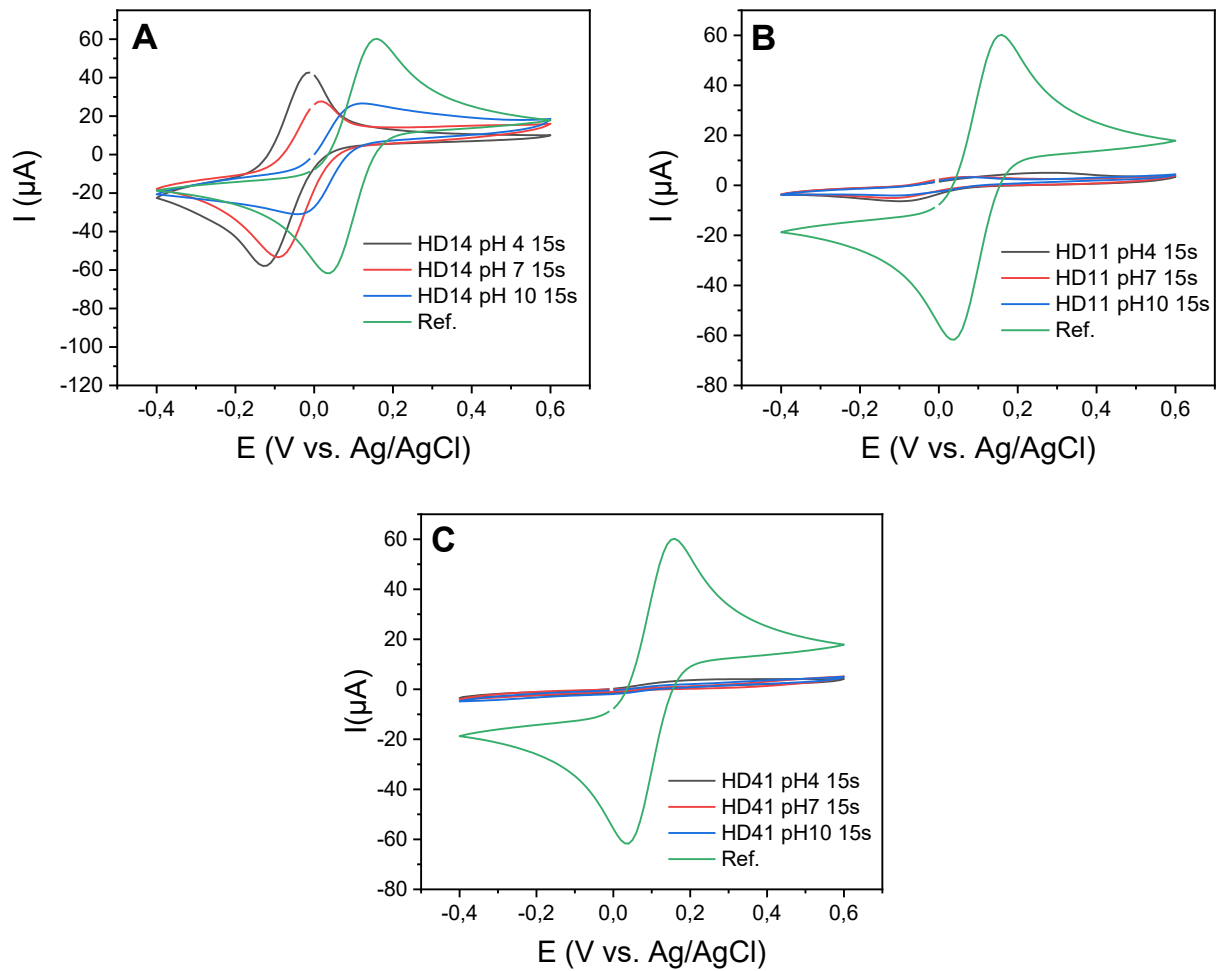 A
60
40
20
0
-20
-40
-60
-80
-100
-120
I (µA)
HD14 pH 4 15s
HD14 pH 7 15s
HD14 pH 10 15s
Ref.
-0,4 -0,2 0,0 0,2 0,4 0,6
E (V vs. Ag/AgCl)
B
60
40
20
0
-20
-40
-60
-80
I (µA)
HD11 pH4 15s
HD11 pH7 15s
HD11 pH10 15s
Ref.
-0,4 -0,2 0,0 0,2 0,4 0,6
E (V vs. Ag/AgCl)
C
60
40
20
0
-20
-40
-60
-80
I(µA)
HD41 pH4 15s
HD41 pH7 15s
HD41 pH10 15s
Ref.
-0,4 -0,2 0,0 0,2 0,4 0,6
E (V vs. Ag/AgCl)